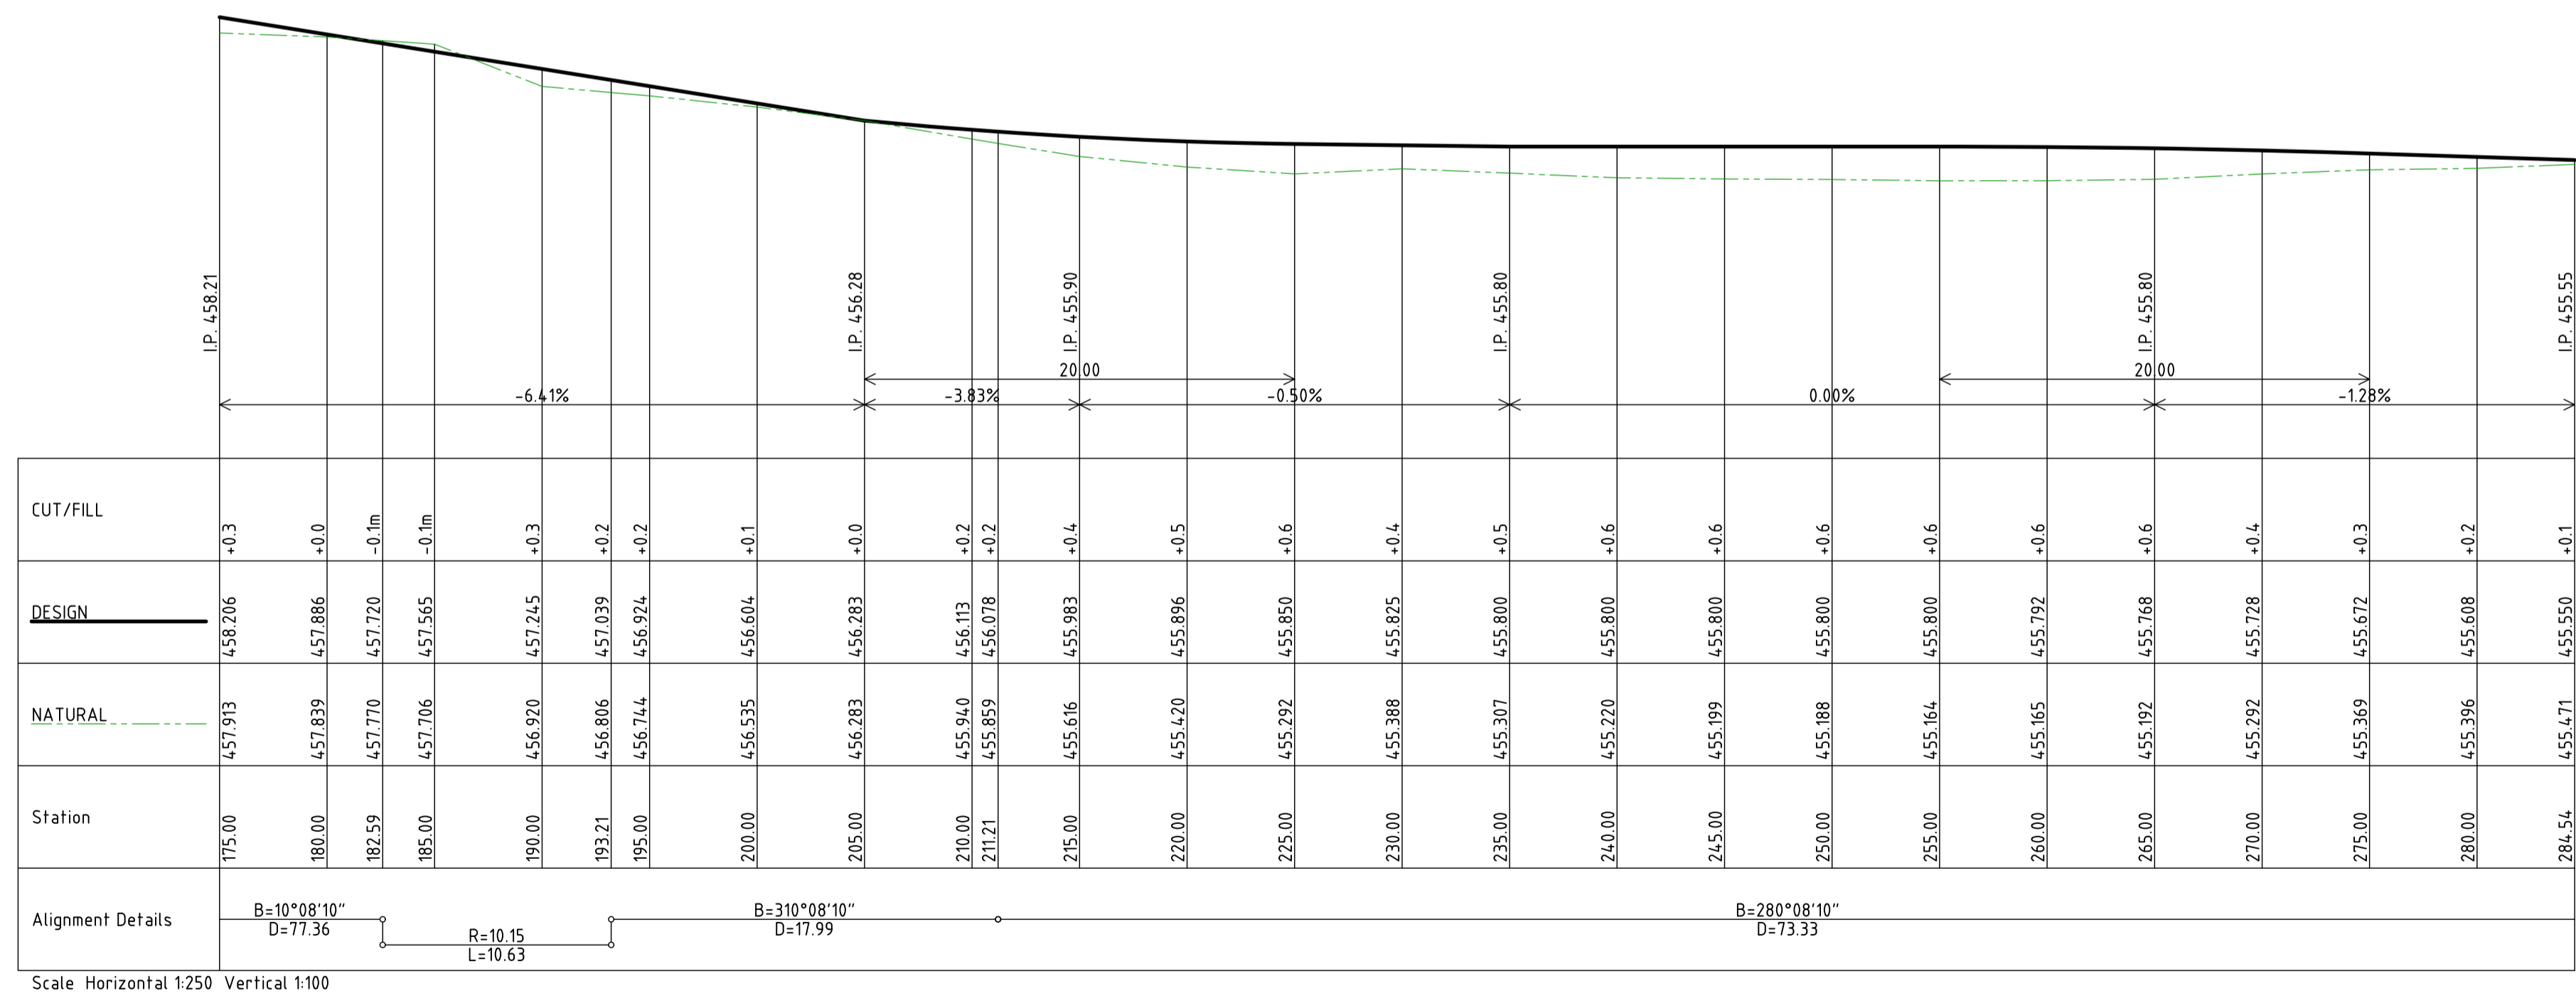 I.P. 458.21 I.P. 456.28 I.P. 455.90 I.P. 455.80 I.P. 455.80 I.P. 455.55
20.00 20.00
-6.41% -3.83% -0.50% 0.00% -1.28%
CUT/FILL +0.3 +0.0 -0.1m -0.1m +0.3 +0.2 +0.2 +0.1 +0.0 +0.2 +0.2 +0.4 +0.5 +0.6 +0.4 +0.5 +0.6 +0.6 +0.6 +0.6 +0.6 +0.6 +0.4 +0.3 +0.2 +0.1
DESIGN 458.206 457.886 457.720 457.565 457.245 457.039 456.924 456.604 456.283 456.113 456.078 455.983 455.896 455.850 455.825 455.800 455.800 455.800 455.800 455.800 455.792 455.768 455.728 455.672 455.608 455.550
NATURAL 457.913 457.839 457.770 457.706 456.920 456.806 456.744 456.535 456.283 455.940 455.859 455.616 455.420 455.292 455.388 455.307 455.220 455.199 455.188 455.164 455.165 455.192 455.292 455.369 455.396 455.471
Station 175.00 180.00 182.59 185.00 190.00 193.21 195.00 200.00 205.00 210.00 211.21 215.00 220.00 225.00 230.00 235.00 240.00 245.00 250.00 255.00 260.00 265.00 270.00 275.00 280.00 284.54
Alignment Details
B=10°08'10"
D=77.36
R=10.15
L=10.63
B=310°08'10"
D=17.99
B=280°08'10"
D=73.33
Scale Horizontal 1:250 Vertical 1:100